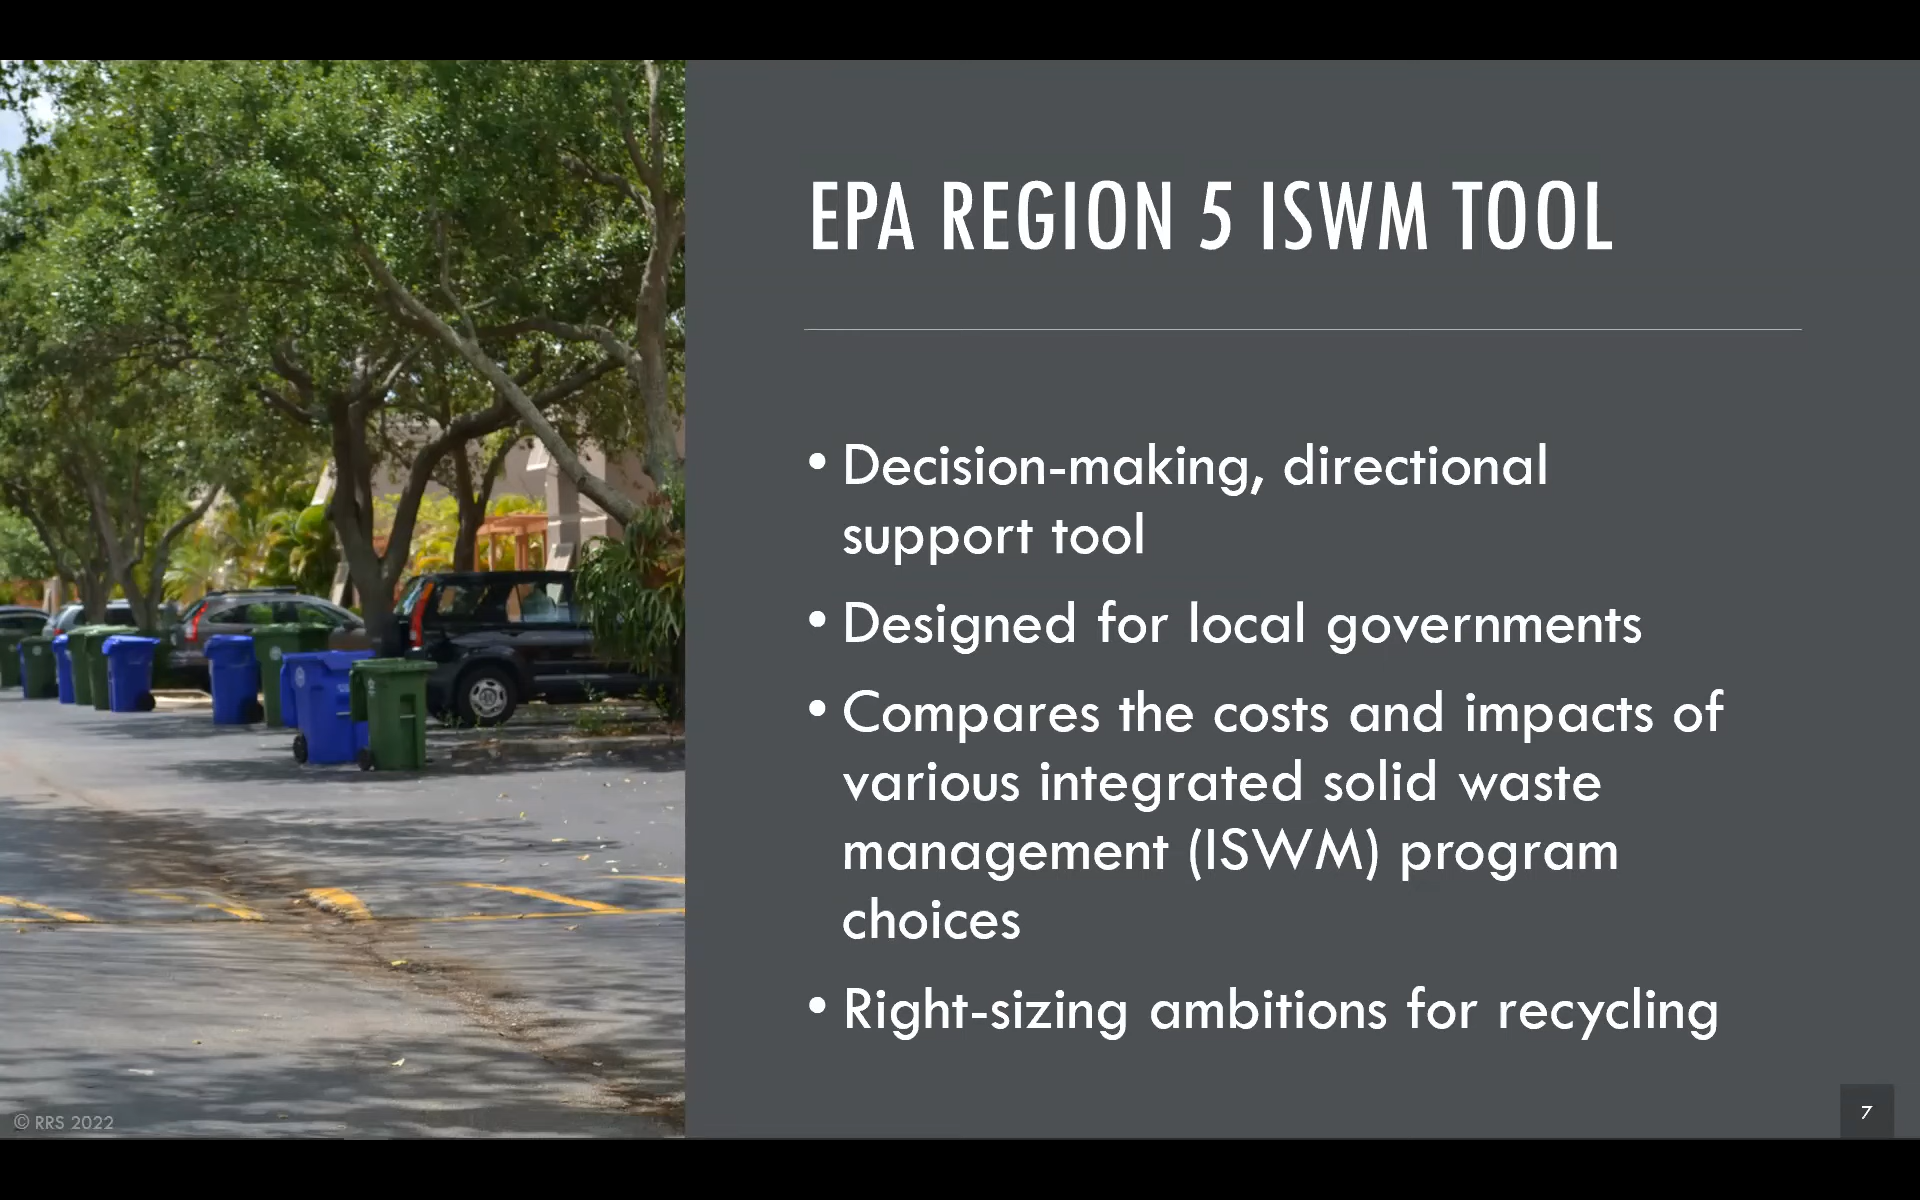 EPA REGION 5 ISWM TOOL
• Decision-making, directional
support tool
• Designed for local governments
• Compares the costs and impacts of
various integrated solid waste
management (ISWM) program
choices
• Right-sizing ambitions for recycling
© RRS 2022
7